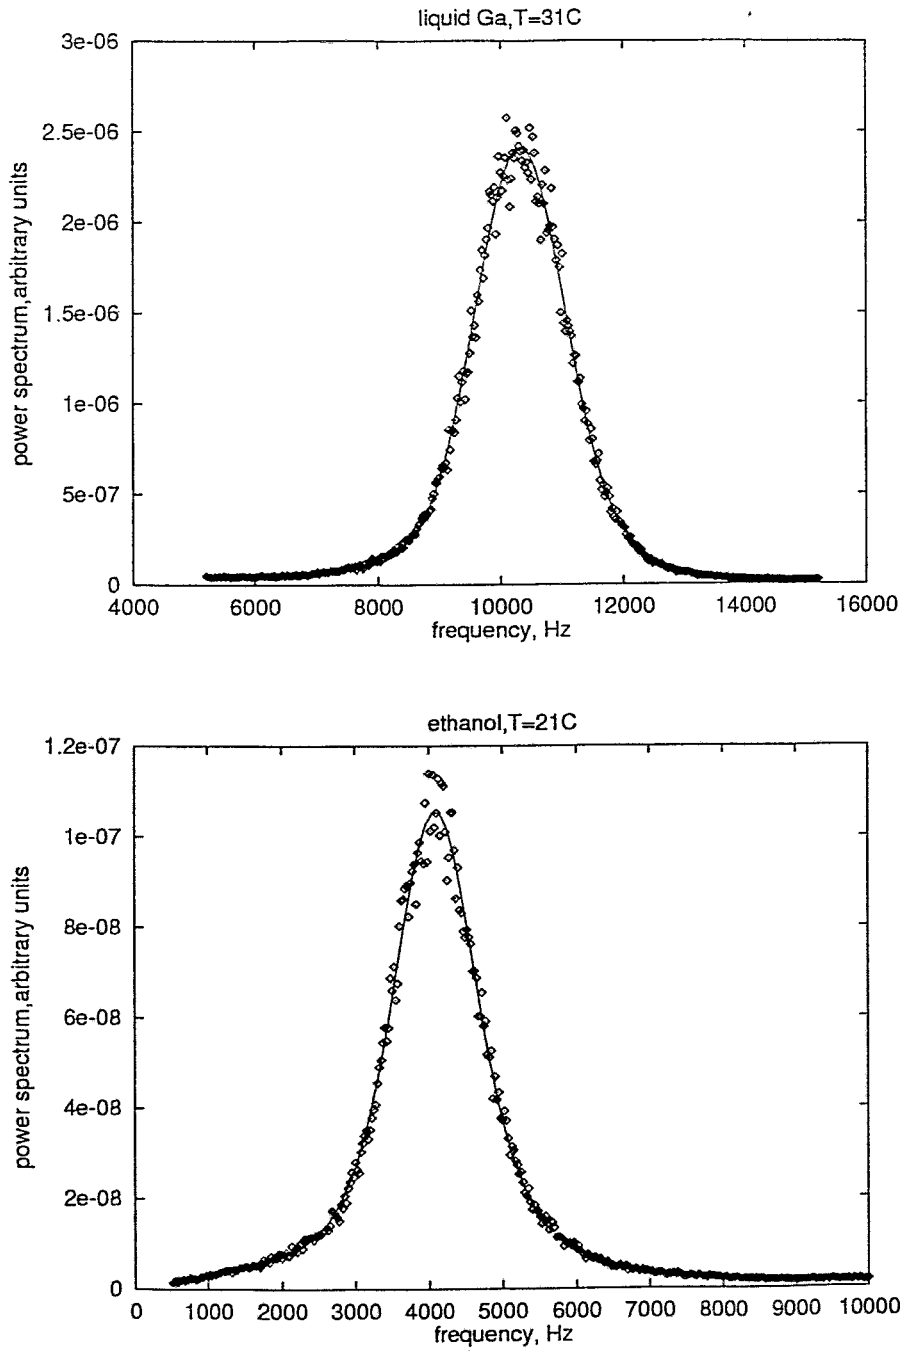 liquid Ga,T=31C
3e-06
2.5e-06
2e-06
1.5e-06
1e-06
5e-07
0
power spectrum,arbitrary units
4000 6000 8000 10000 12000 14000 16000
frequency, Hz
ethanol,T=21C
1.2e-07
1e-07
8e-08
6e-08
4e-08
2e-08
0
power spectrum,arbitrary units
0 1000 2000 3000 4000 5000 6000 7000 8000 9000 10000
frequency, Hz